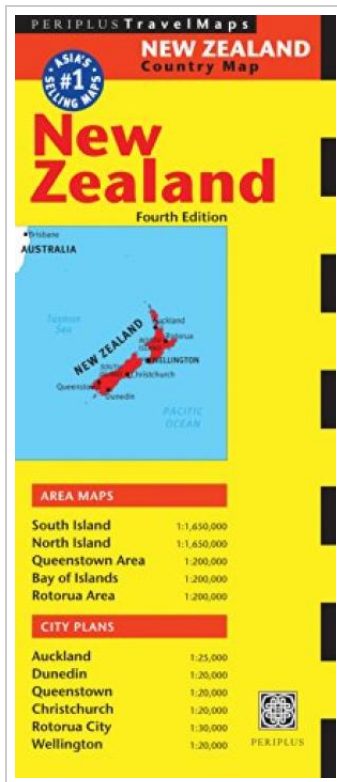 PERIPLUS TravelMaps
NEW ZEALAND
Country Map
ASIA'S
#1
SELLING MAPS
New
Zealand
Fourth Edition
Brisbane
AUSTRALIA
Tasman
Sea
NEW ZEALAND
Auckland
Rotorua
WELLINGTON
Christchurch
Queenstown
Dunedin
PACIFIC
OCEAN
AREA MAPS
South Island 1:1,650,000
North Island 1:1,650,000
Queenstown Area 1:200,000
Bay of Islands 1:200,000
Rotorua Area 1:200,000
CITY PLANS
Auckland 1:25,000
Dunedin 1:20,000
Queenstown 1:20,000
Christchurch 1:20,000
Rotorua City 1:30,000
Wellington 1:20,000
PERIPLUS